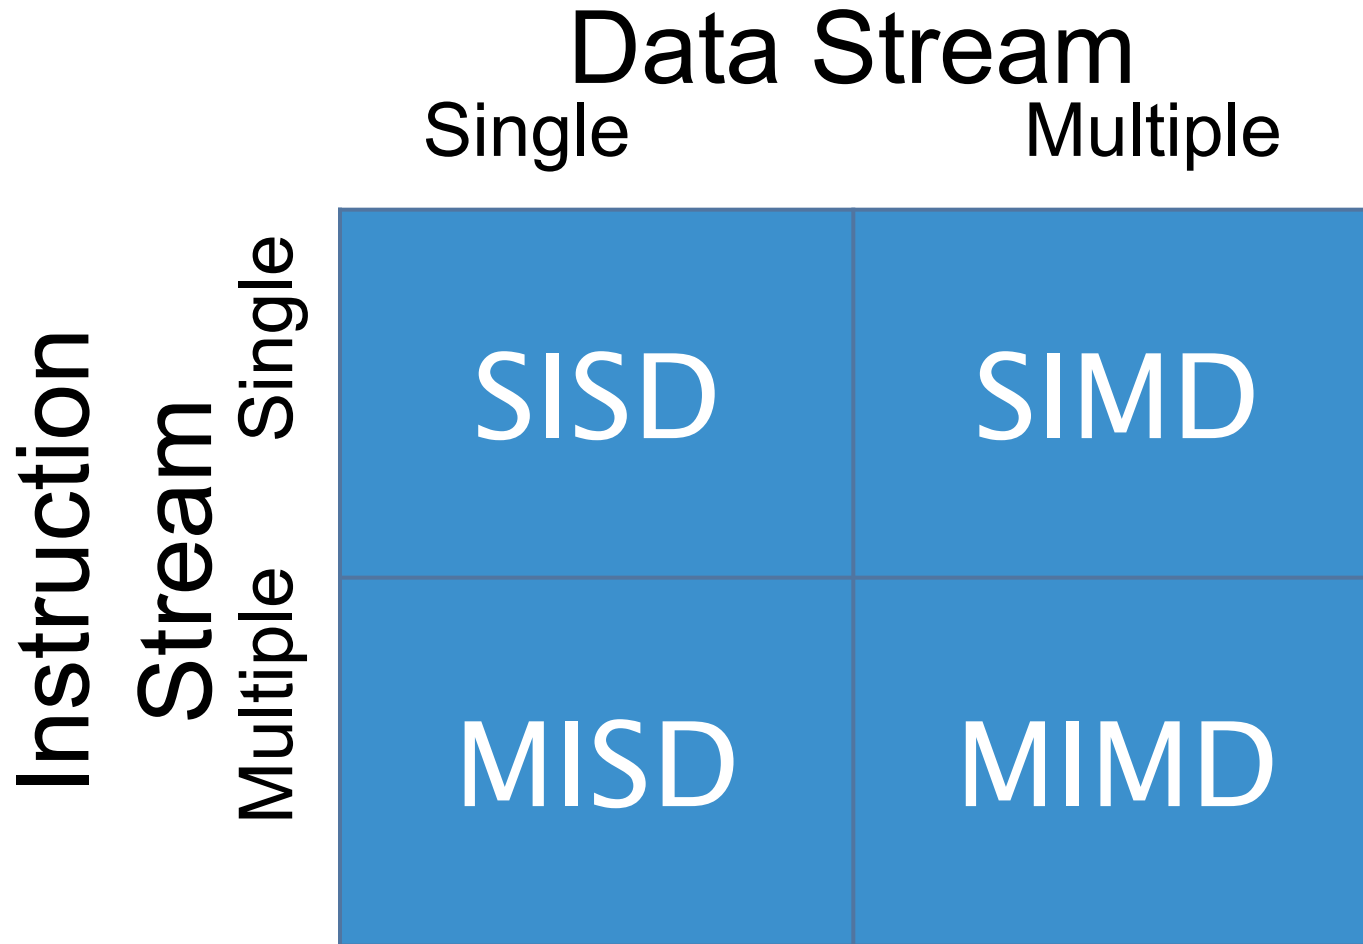 Data Stream
Single Multiple
Instruction
Stream
Single
SISD SIMD
Multiple
MISD MIMD